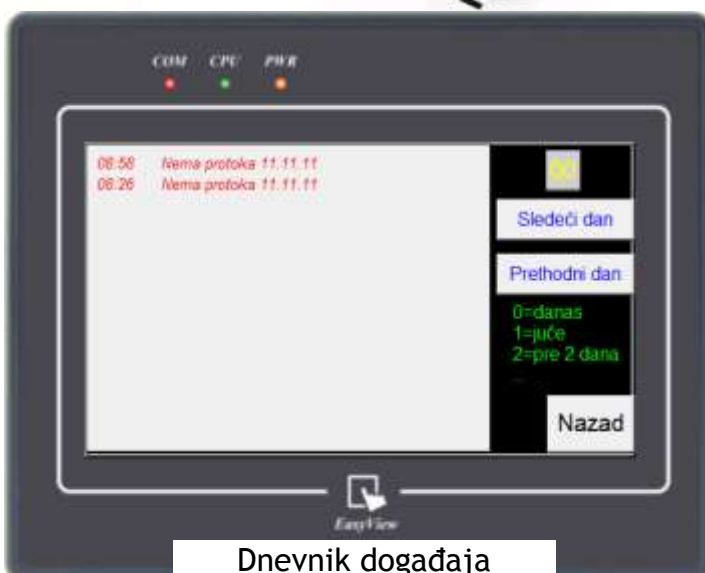 COM CPU PWR
08:58 Nema protoka 11.11.11
08:26 Nema protoka 11.11.11
00
Sledeći dan
Prethodni dan
0=danas
1=juče
2=pre 2 dana
...
Nazad
EasyView
Dnevnik događaja